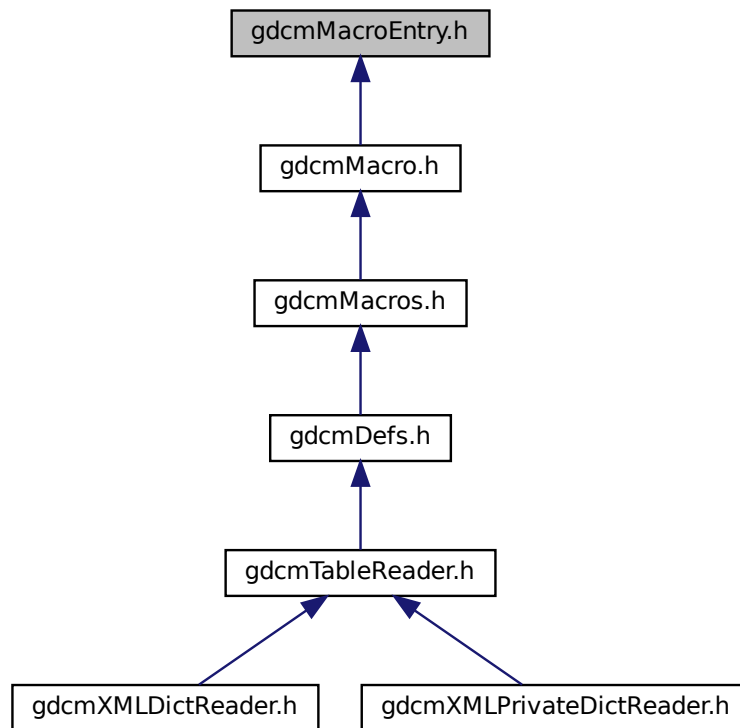 gdcmMacroEntry.h
gdcmMacro.h
gdcmMacros.h
gdcmDefs.h
gdcmTableReader.h
gdcmXMLDictReader.h
gdcmXMLPrivateDictReader.h